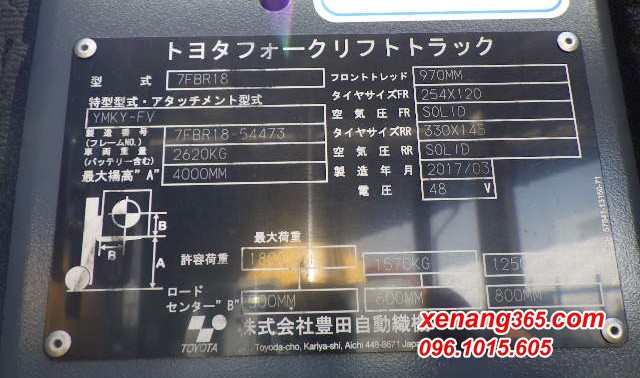 トヨタフォークリフトトラック
型 式 7FBR18
特型型式・アタッチメント型式
YMKY-FV
製造番号 (フレームNO.) 7FBR18-54473
車両重量 (バッテリー含む) 2620KG
最大揚高"A" 4000MM
フロントトレッド 970MM
タイヤサイズFR 254X120
空気圧 FR SOLID
タイヤサイズRR 330X145
空気圧 RR SOLID
製造年月 2017/03
電圧 48 V
B
B
A
最大荷重
許容荷重 1570KG
ロードセンター"B" 600MM 800MM
TOYOTA
株式会社豊田自動織機
Toyota-cho, Kariya-shi, Aichi 448-8671
xenang365.com
096.1015.605